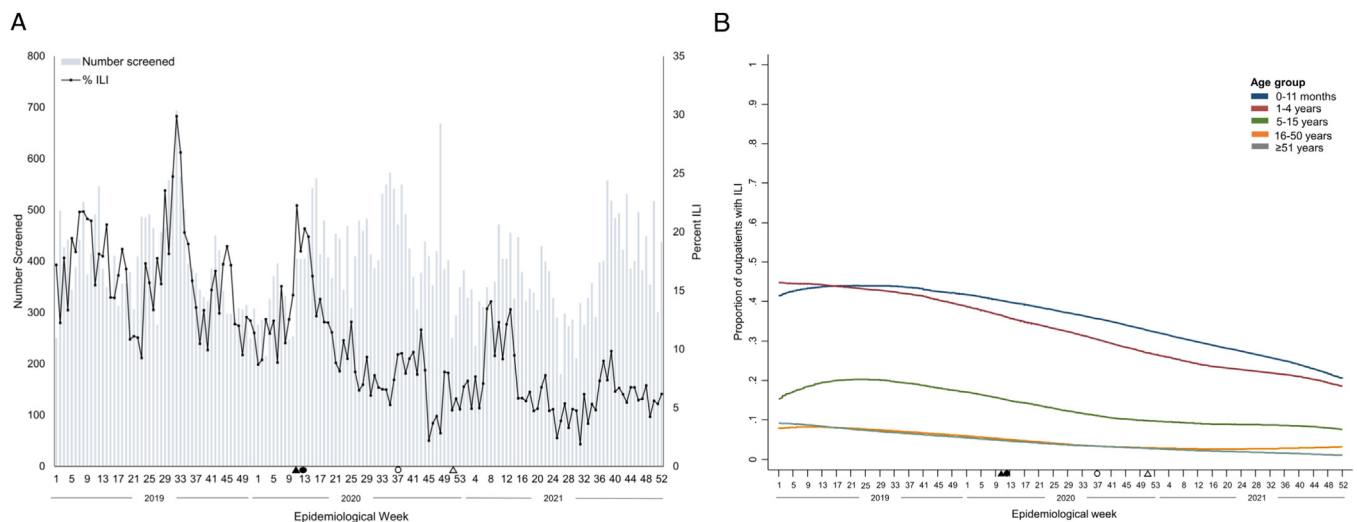 A
800
700
600
500
400
300
200
100
0
Number Screened
Number screened
% ILI
35
30
25
20
15
10
5
0
Percent ILI
1 5 9 13 17 21 25 29 33 37 41 45 49 1 5 9 13 17 21 25 29 33 37 41 45 49 53 4 8 12 16 20 24 28 32 36 40 44 48 52
2019 2020 2021
Epidemiological Week
B
1
.9
.8
.7
.6
.5
.4
.3
.2
.1
0
Proportion of outpatients with ILI
Age group
0-11 months
1-4 years
5-15 years
16-50 years
≥51 years
1 5 9 13 17 21 25 29 33 37 41 45 49 1 5 9 13 17 21 25 29 33 37 41 45 49 53 4 8 12 16 20 24 28 32 36 40 44 48 52
2019 2020 2021
Epidemiological week